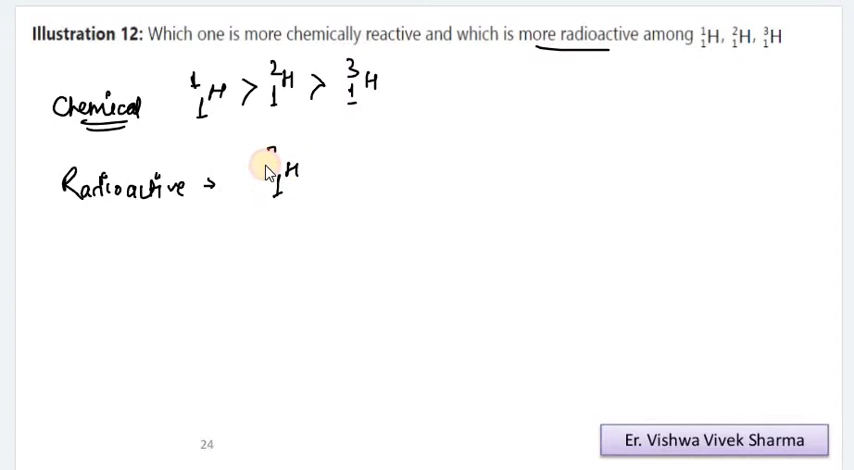 Illustration 12: Which one is more chemically reactive and which is more radioactive among ¹₁H, ²₁H, ³₁H
Chemical ¹₁H > ²₁H > ³₁H
Radioactive → ₁H
24
Er. Vishwa Vivek Sharma